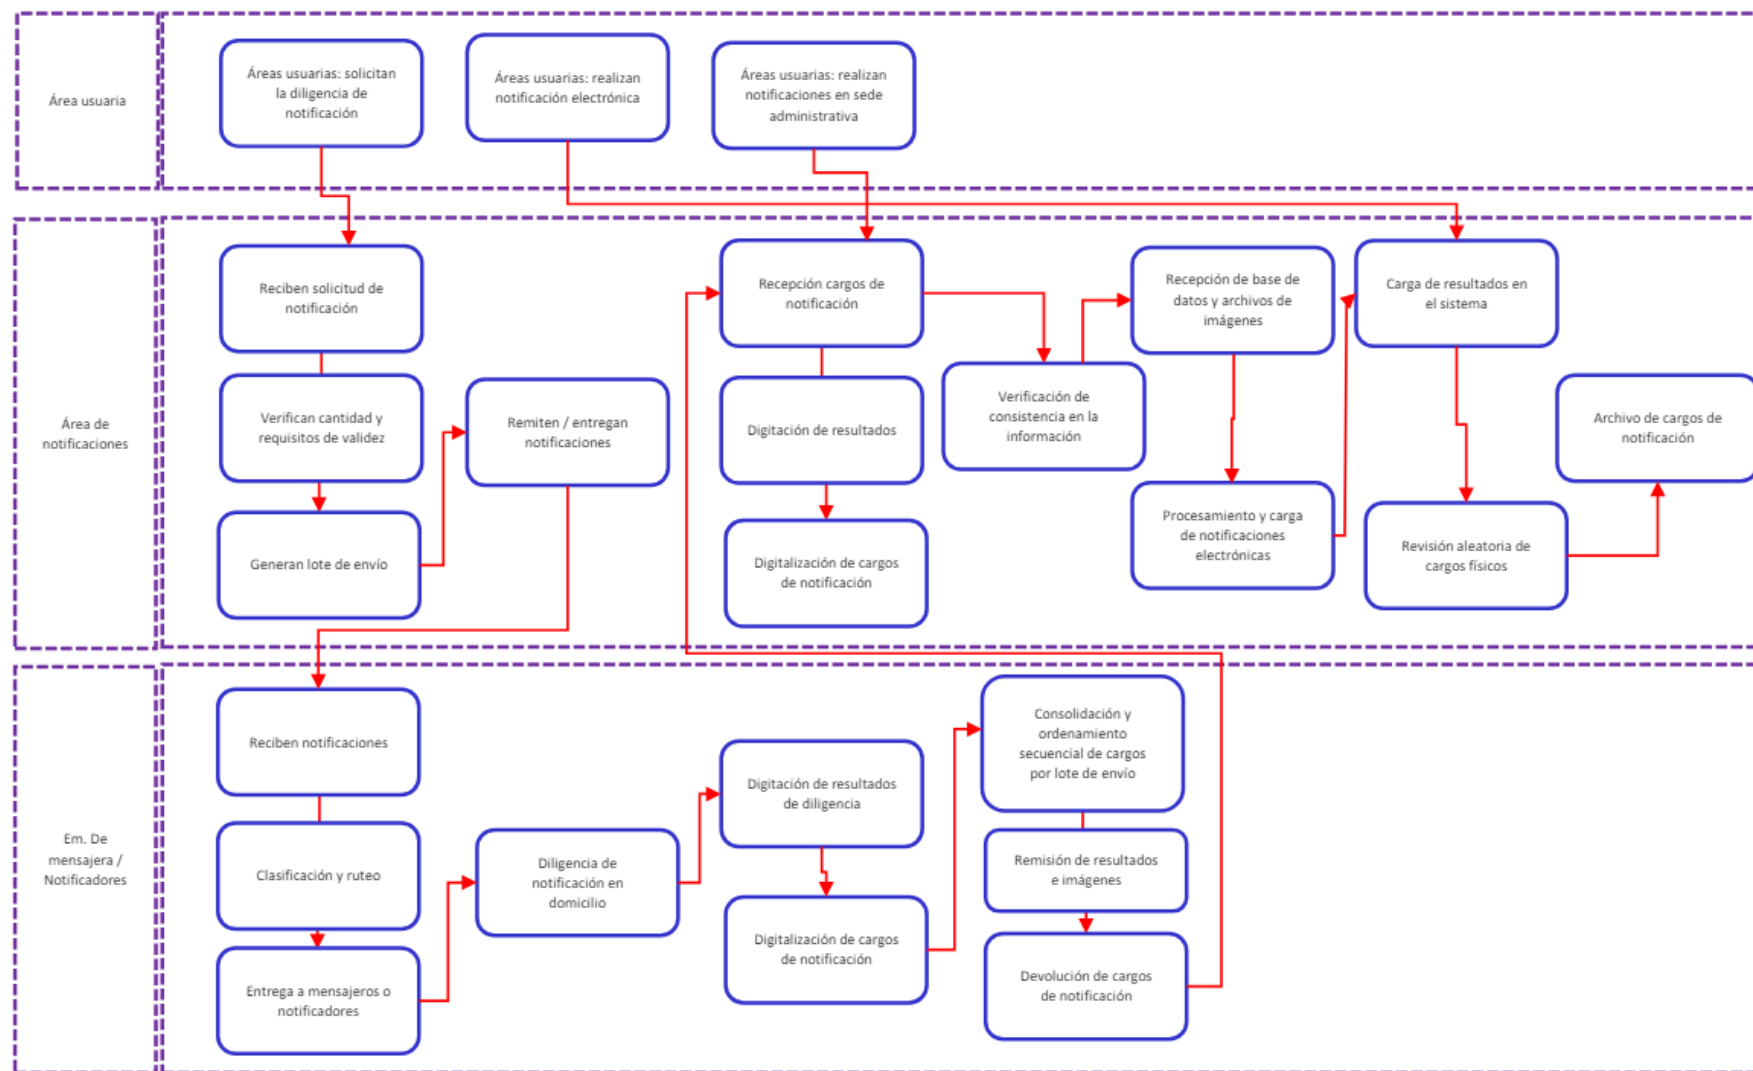 Área usuaria
Áreas usuarias: solicitan
la diligencia de
notificación
Áreas usuarias: realizan
notificación electrónica
Áreas usuarias: realizan
notificaciones en sede
administrativa
Área de
notificaciones
Reciben solicitud de
notificación
Verifican cantidad y
requisitos de validez
Generan lote de envío
Remiten / entregan
notificaciones
Recepción cargos de
notificación
Digitación de resultados
Digitalización de cargos
de notificación
Verificación de
consistencia en la
información
Recepción de base de
datos y archivos de
imágenes
Procesamiento y carga
de notificaciones
electrónicas
Carga de resultados en
el sistema
Revisión aleatoria de
cargos físicos
Archivo de cargos de
notificación
Em. De
mensajera /
Notificadores
Reciben notificaciones
Clasificación y ruteo
Entrega a mensajeros o
notificadores
Diligencia de
notificación en
domicilio
Digitación de resultados
de diligencia
Digitalización de cargos
de notificación
Consolidación y
ordenamiento
secuencial de cargos
por lote de envío
Remisión de resultados
e imágenes
Devolución de cargos
de notificación